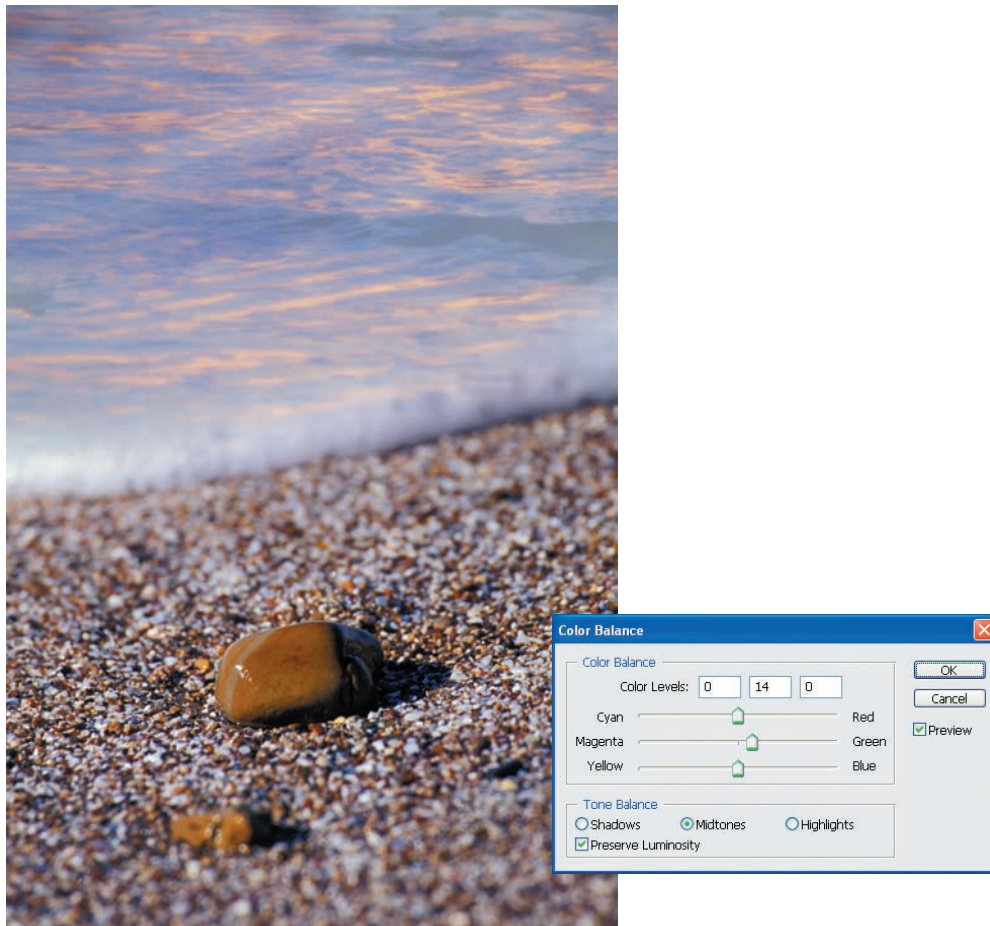 Color Balance
Color Balance
Color Levels: 0 14 0
Cyan Red
Magenta Green
Yellow Blue
Tone Balance
Shadows Midtones Highlights
Preserve Luminosity
OK
Cancel
Preview